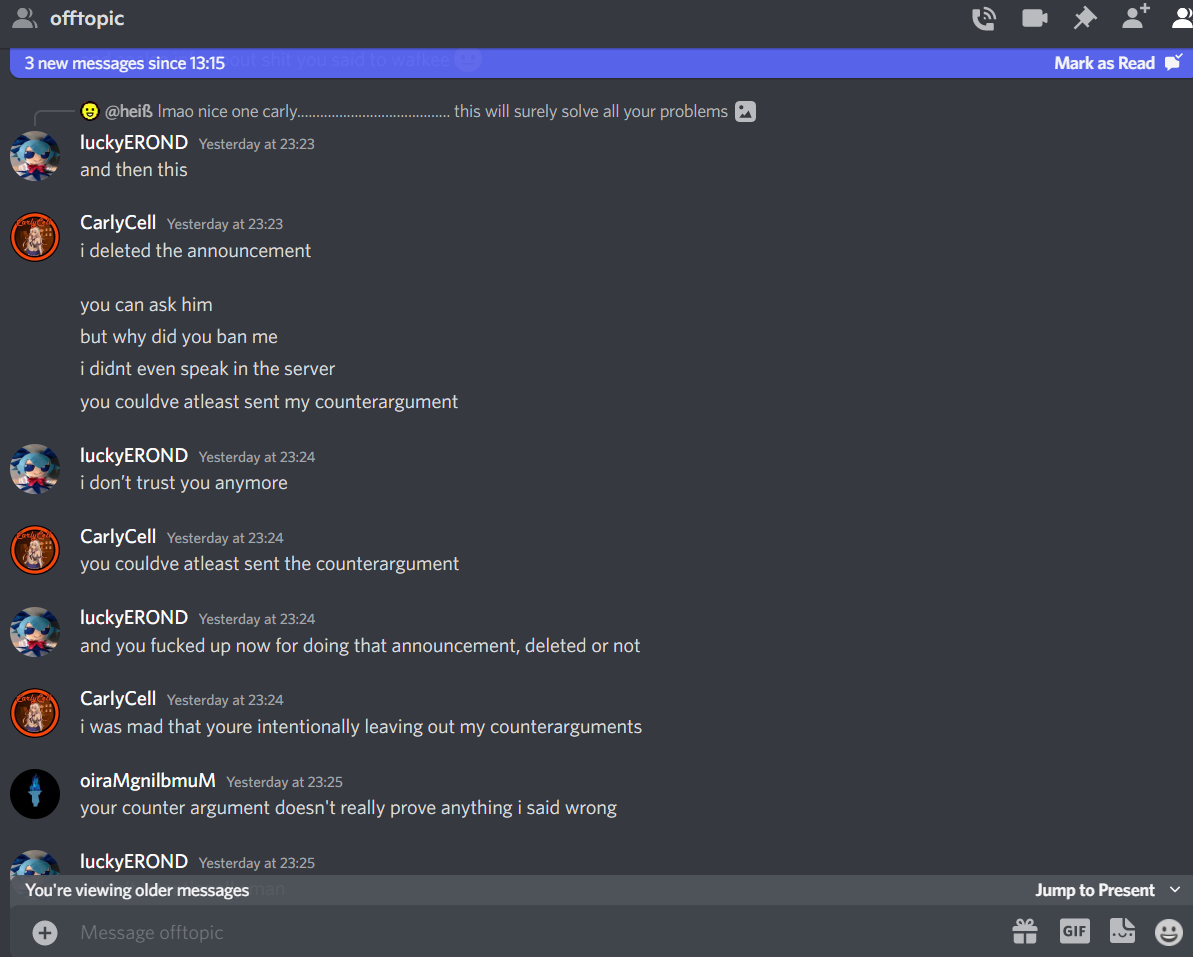 offtopic
3 new messages since 13:15
out shit you said to wafkee
Mark as Read
@heiß lmao nice one carly...................................... this will surely solve all your problems
luckyEROND Yesterday at 23:23
and then this
CarlyCell Yesterday at 23:23
i deleted the announcement
you can ask him
but why did you ban me
i didnt even speak in the server
you couldve atleast sent my counterargument
luckyEROND Yesterday at 23:24
i don't trust you anymore
CarlyCell Yesterday at 23:24
you couldve atleast sent the counterargument
luckyEROND Yesterday at 23:24
and you fucked up now for doing that announcement, deleted or not
CarlyCell Yesterday at 23:24
i was mad that youre intentionally leaving out my counterarguments
oiraMgnilbmuM Yesterday at 23:25
your counter argument doesn't really prove anything i said wrong
luckyEROND Yesterday at 23:25
You're viewing older messages
Jump to Present
Message offtopic
GIF